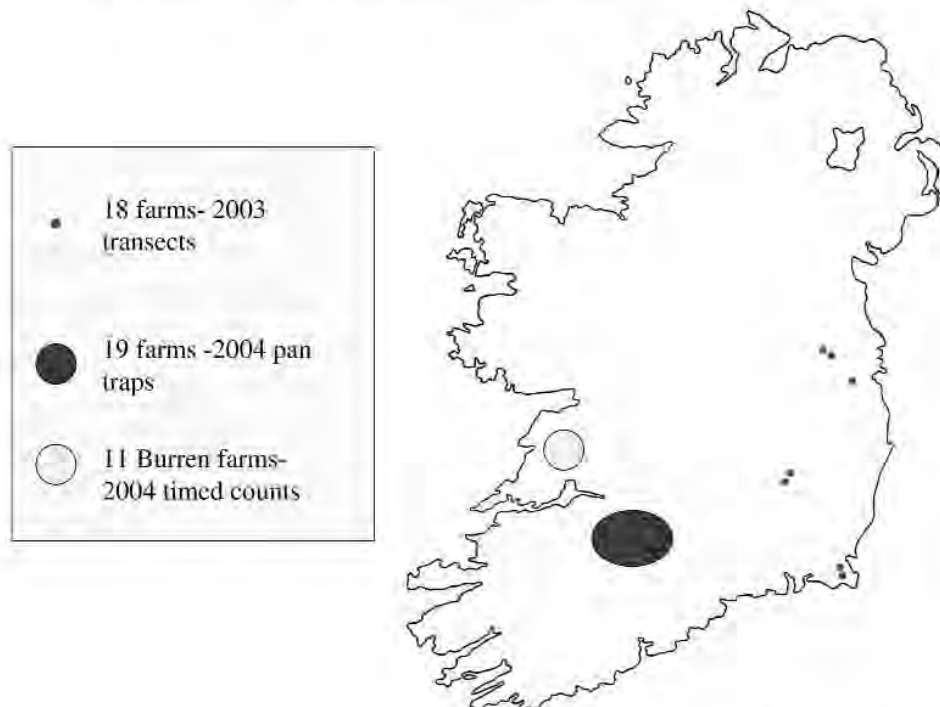 18 farms- 2003
transects
19 farms -2004 pan
traps
11 Burren farms-
2004 timed counts